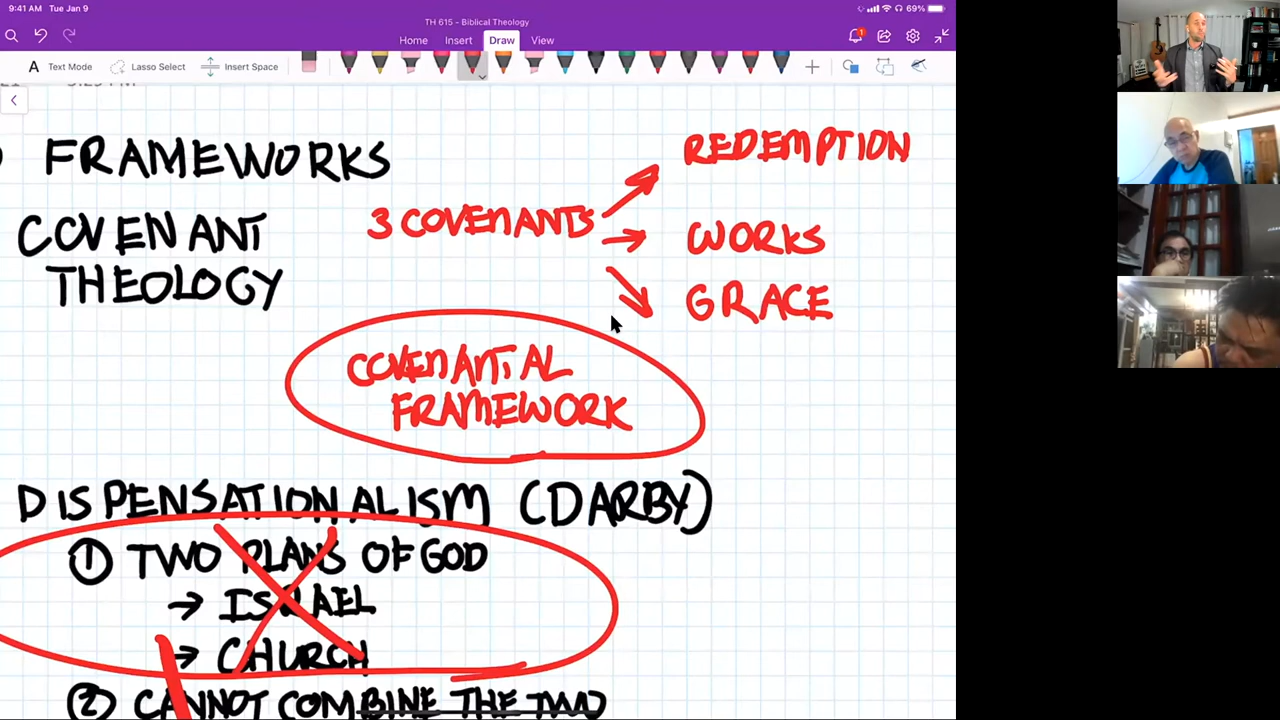 9:41 AM Tue Jan 9
69%
TH 615 - Biblical Theology
Home Insert Draw View
1
A Text Mode Lasso Select Insert Space
FRAMEWORKS
COVENANT
THEOLOGY
3 COVENANTS
REDEMPTION
WORKS
GRACE
COVENANTIAL
FRAMEWORK
DISPENSATIONALISM (DARBY)
① TWO PLANS OF GOD
→ ISRAEL
→ CHURCH
② CANNOT COMBINE THE TWO